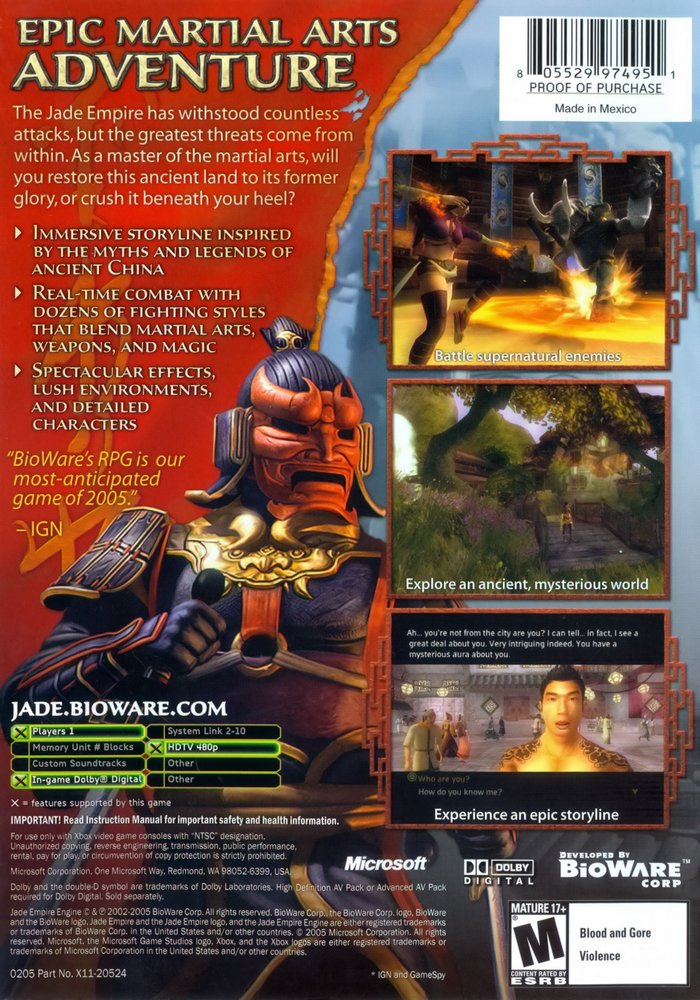 EPIC MARTIAL ARTS
ADVENTURE
The Jade Empire has withstood countless
attacks, but the greatest threats come from
within. As a master of the martial arts, will
you restore this ancient land to its former
glory, or crush it beneath your heel?
IMMERSIVE STORYLINE INSPIRED
BY THE MYTHS AND LEGENDS OF
ANCIENT CHINA
REAL-TIME COMBAT WITH
DOZENS OF FIGHTING STYLES
THAT BLEND MARTIAL ARTS,
WEAPONS, AND MAGIC
SPECTACULAR EFFECTS,
LUSH ENVIRONMENTS,
AND DETAILED
CHARACTERS
"BioWare's RPG is our
most-anticipated
game of 2005."*
– IGN
8 05529 97495 1
PROOF OF PURCHASE
Made in Mexico
Battle supernatural enemies
Explore an ancient, mysterious world
Ah... you're not from the city are you? I can tell... in fact, I see a
great deal about you. Very intriguing indeed. You have a
mysterious aura about you.
Who are you?
How do you know me?
Experience an epic storyline
JADE.BIOWARE.COM
X Players 1
System Link 2-10
Memory Unit # Blocks
X HDTV 480p
Custom Soundtracks
Other
X In-game Dolby® Digital
Other
X = features supported by this game
IMPORTANT! Read Instruction Manual for important safety and health information.
For use only with Xbox video game consoles with "NTSC" designation.
Unauthorized copying, reverse engineering, transmission, public performance,
rental, pay for play, or circumvention of copy protection is strictly prohibited.
Microsoft Corporation. One Microsoft Way, Redmond, WA 98052-6399, USA.
Dolby and the double-D symbol are trademarks of Dolby Laboratories. High Definition AV Pack or Advanced AV Pack
required for Dolby Digital. Sold separately.
Jade Empire Engine © & ℗ 2002-2005 BioWare Corp. All rights reserved. BioWare Corp., the BioWare Corp. logo, BioWare
and the BioWare logo, Jade Empire and the Jade Empire logo, and the Jade Empire Engine are either registered trademarks
or trademarks of BioWare Corp. in the United States and/or other countries. © 2005 Microsoft Corporation. All rights
reserved. Microsoft, the Microsoft Game Studios logo, Xbox, and the Xbox logos are either registered trademarks or
trademarks of Microsoft Corporation in the United States and/or other countries.
0205 Part No. X11-20524
* IGN and GameSpy
Microsoft®
DOLBY
DIGITAL
DEVELOPED BY
BIOWARE™
CORP
MATURE 17+
M
®
CONTENT RATED BY
ESRB
Blood and Gore
Violence